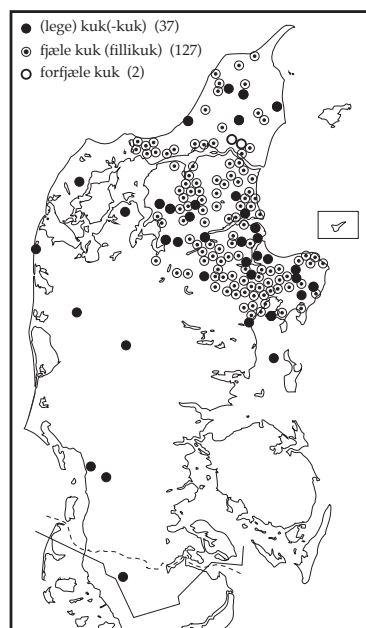 (lege) kuk(-kuk) (37)
fjæle kuk (fillikuk) (127)
forfjæle kuk (2)